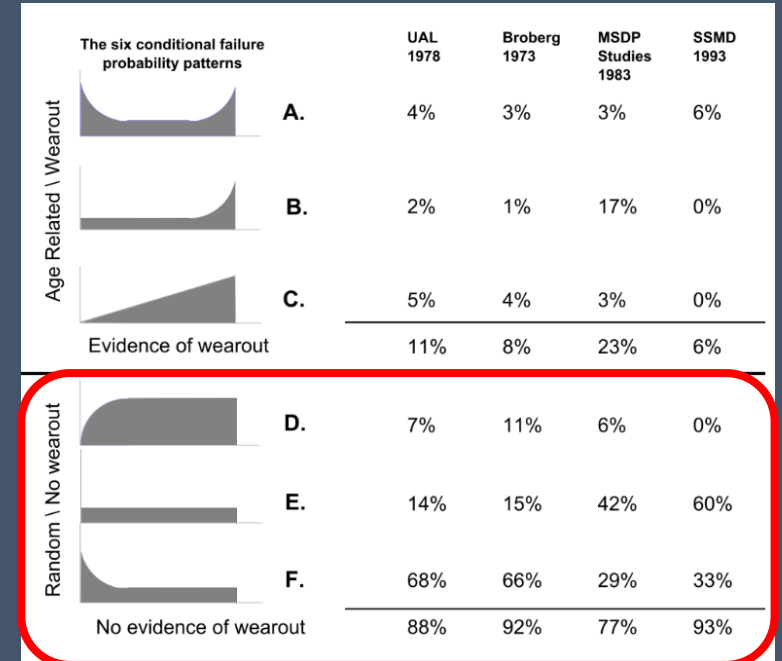 The six conditional failure
probability patterns
UAL
1978
Broberg
1973
MSDP
Studies
1983
SSMD
1993
Age Related \ Wearout
A. 4% 3% 3% 6%
B. 2% 1% 17% 0%
C. 5% 4% 3% 0%
Evidence of wearout 11% 8% 23% 6%
Random \ No wearout
D. 7% 11% 6% 0%
E. 14% 15% 42% 60%
F. 68% 66% 29% 33%
No evidence of wearout 88% 92% 77% 93%